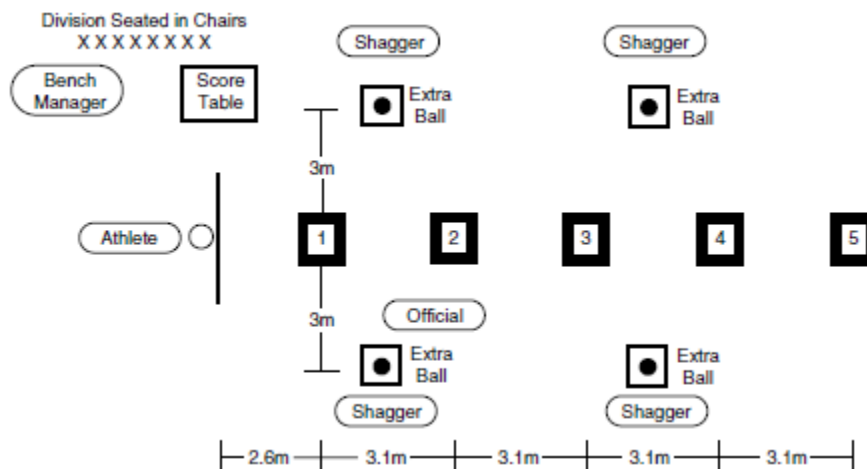 Division Seated in Chairs
X X X X X X X X
Bench
Manager
Score
Table
Shagger
Shagger
Extra
Ball
Extra
Ball
3m
Athlete
1
2
3
4
5
3m
Official
Extra
Ball
Extra
Ball
Shagger
Shagger
2.6m
3.1m
3.1m
3.1m
3.1m